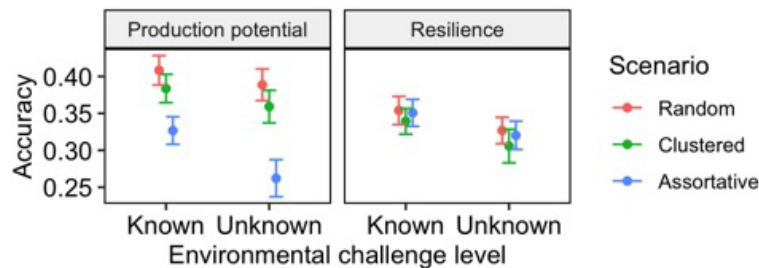 Production potential
Resilience
Accuracy
0.40
0.35
0.30
0.25
Known Unknown
Known Unknown
Environmental challenge level
Scenario
Random
Clustered
Assortative